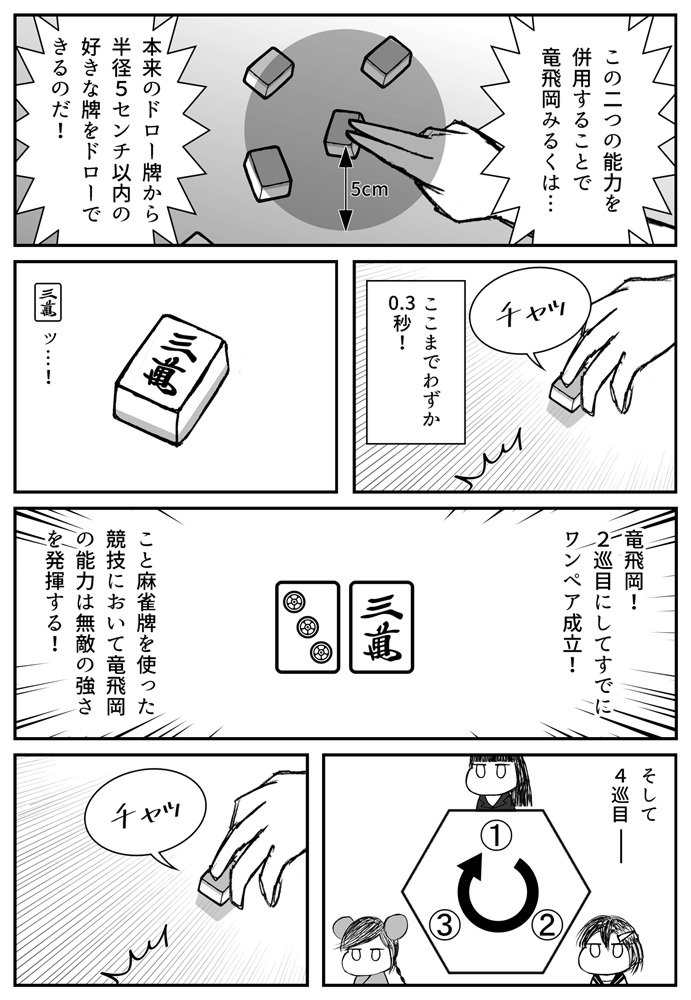 この二つの能力を
併用することで
竜飛岡みるくは…
5cm
本来のドロー牌から
半径5センチ以内の
好きな牌をドローで
きるのだ！
チャッ
ここまでわずか
0.3秒！
三萬
三萬ッ…！
竜飛岡！
2巡目にしてすでに
ワンペア成立！
三萬
こと麻雀牌を使った
競技において竜飛岡
の能力は無敵の強さ
を発揮する！
そして
4巡目――
①
②
③
チャッ